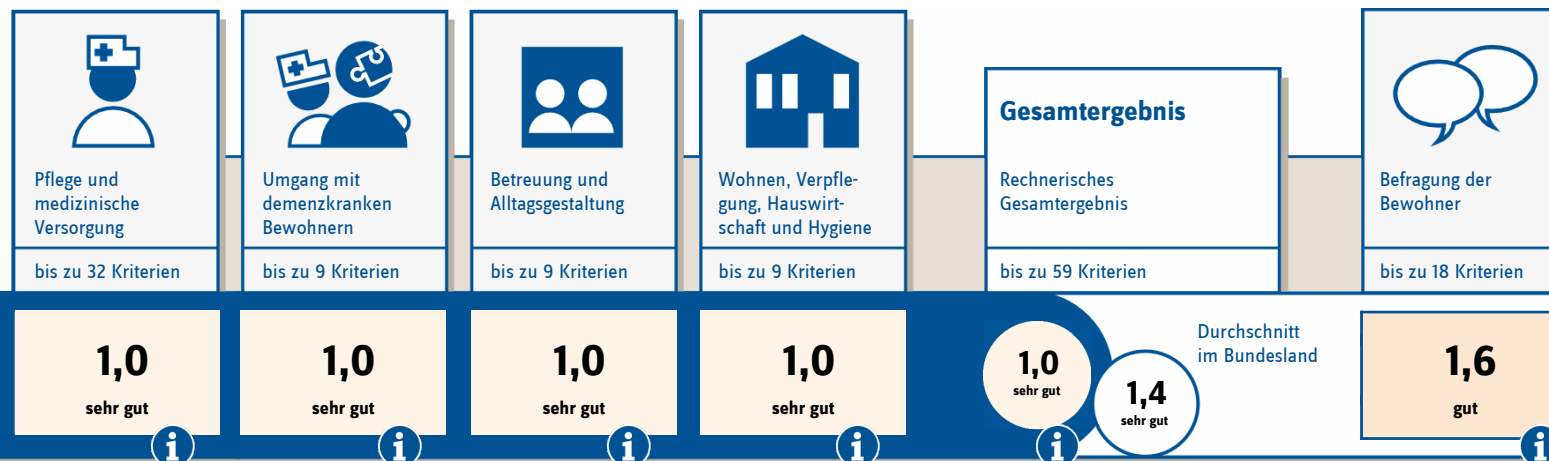 Pflege und
medizinische
Versorgung
bis zu 32 Kriterien
1,0
sehr gut
Umgang mit
demenzkranken
Bewohnern
bis zu 9 Kriterien
1,0
sehr gut
Betreuung und
Alltagsgestaltung
bis zu 9 Kriterien
1,0
sehr gut
Wohnen, Verpfle-
gung, Hauswirt-
schaft und Hygiene
bis zu 9 Kriterien
1,0
sehr gut
Gesamtergebnis
Rechnerisches
Gesamtergebnis
bis zu 59 Kriterien
1,0
sehr gut
1,4
sehr gut
Durchschnitt
im Bundesland
Befragung der
Bewohner
bis zu 18 Kriterien
1,6
gut
i
i
i
i
i
i